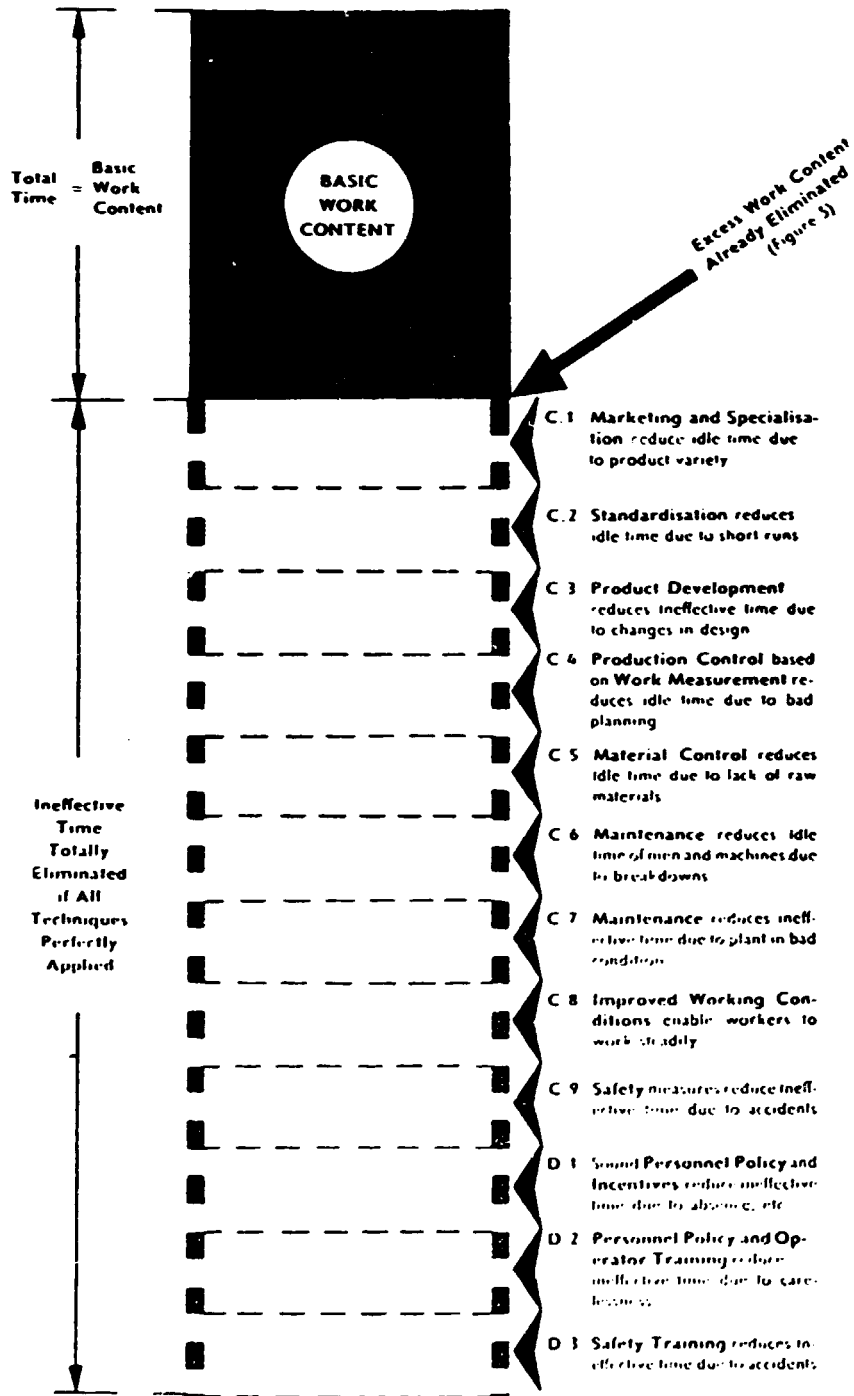 Total Time = Basic Work Content
BASIC
WORK
CONTENT
Excess Work Content
Already Eliminated
(Figure 5)
C.1 Marketing and Specialisa-
tion reduce idle time due
to product variety
C.2 Standardisation reduces
idle time due to short runs
C 3 Product Development
reduces ineffective time due
to changes in design
C 4 Production Control based
on Work Measurement re-
duces idle time due to bad
planning
C 5 Material Control reduces
idle time due to lack of raw
materials
Ineffective
Time
Totally
Eliminated
if All
Techniques
Perfectly
Applied
C 6 Maintenance reduces idle
time of men and machines due
to breakdowns
C 7 Maintenance reduces ineff-
ective time due to plant in bad
condition
C 8 Improved Working Con-
ditions enable workers to
work steadily
C 9 Safety measures reduce ineff-
ective time due to accidents
D 1 Sound Personnel Policy and
Incentives reduce ineffective
time due to absence, etc
D 2 Personnel Policy and Op-
erator Training reduce
ineffective time due to care-
lessness
D 3 Safety Training reduces in-
effective time due to accidents